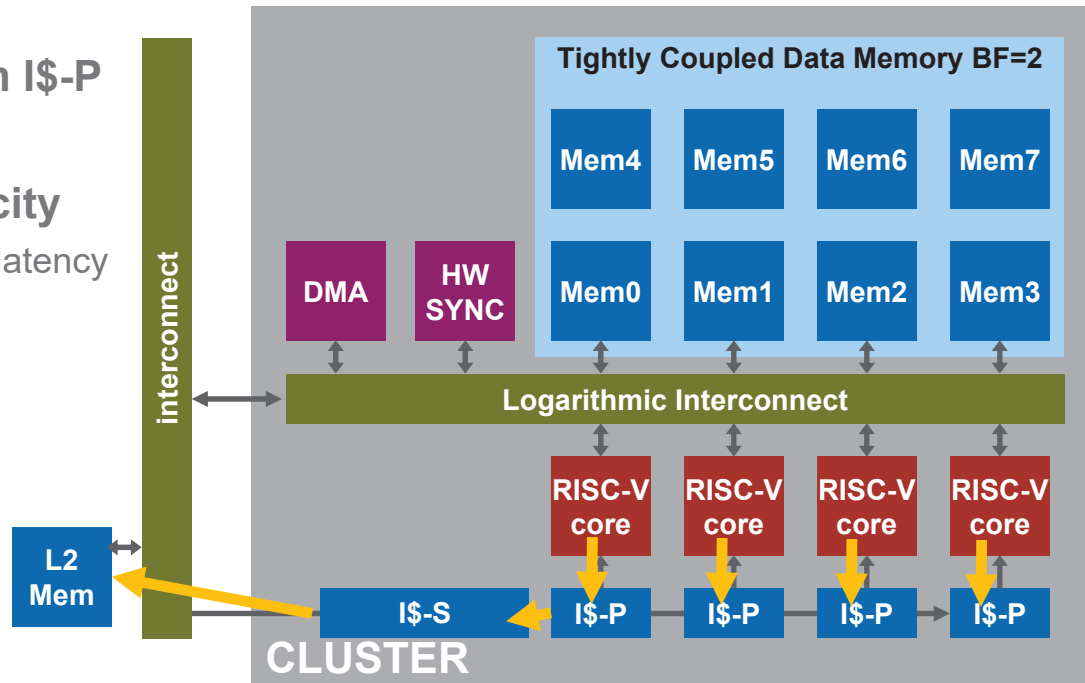 I$-P
city
latency
Tightly Coupled Data Memory BF=2
Mem4 Mem5 Mem6 Mem7
DMA
HW
SYNC
Mem0 Mem1 Mem2 Mem3
interconnect
Logarithmic Interconnect
RISC-V
core
RISC-V
core
RISC-V
core
RISC-V
core
L2
Mem
I$-S
I$-P I$-P I$-P I$-P
CLUSTER